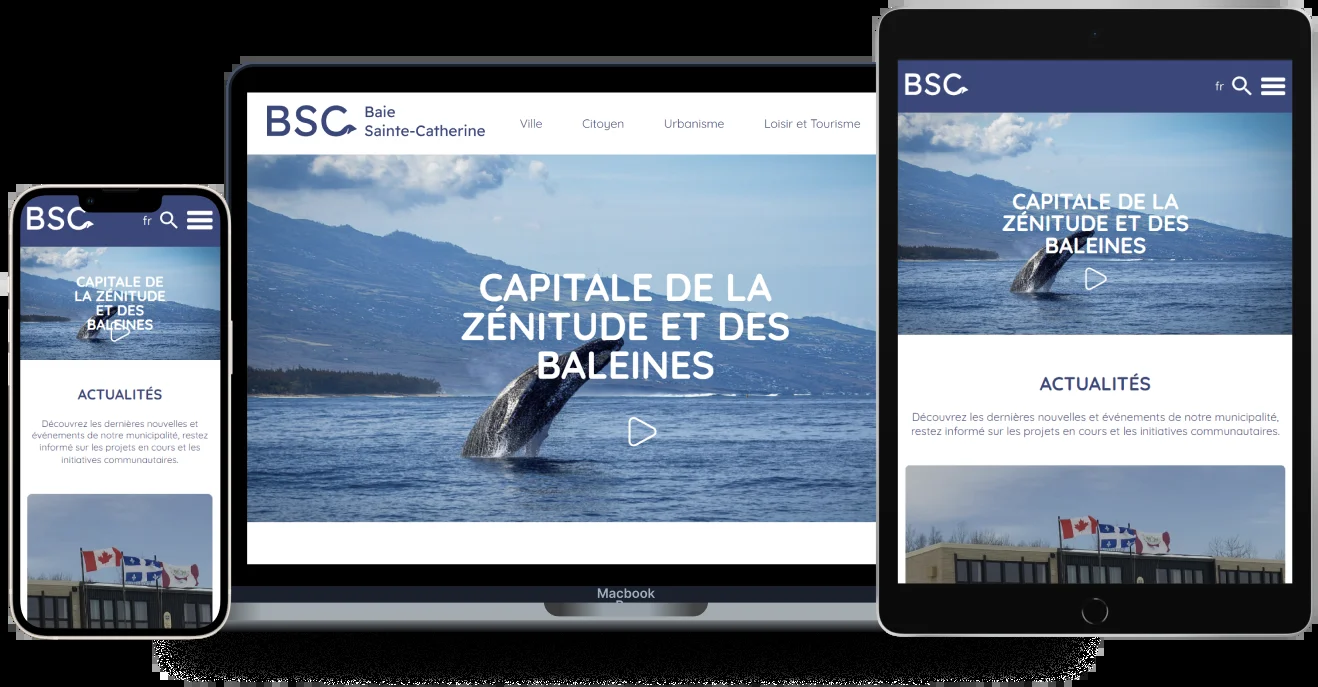 BSC
fr
CAPITALE DE
LA ZÉNITUDE
ET DES
BALEINES
ACTUALITÉS
Découvrez les dernières nouvelles et
événements de notre municipalité, restez
informé sur les projets en cours et les
initiatives communautaires.
BSC
Baie
Sainte-Catherine
Ville
Citoyen
Urbanisme
Loisir et Tourisme
CAPITALE DE LA
ZÉNITUDE ET DES
BALEINES
Macbook
BSC
fr
CAPITALE DE LA
ZÉNITUDE ET DES
BALEINES
ACTUALITÉS
Découvrez les dernières nouvelles et événements de notre municipalité,
restez informé sur les projets en cours et les initiatives communautaires.